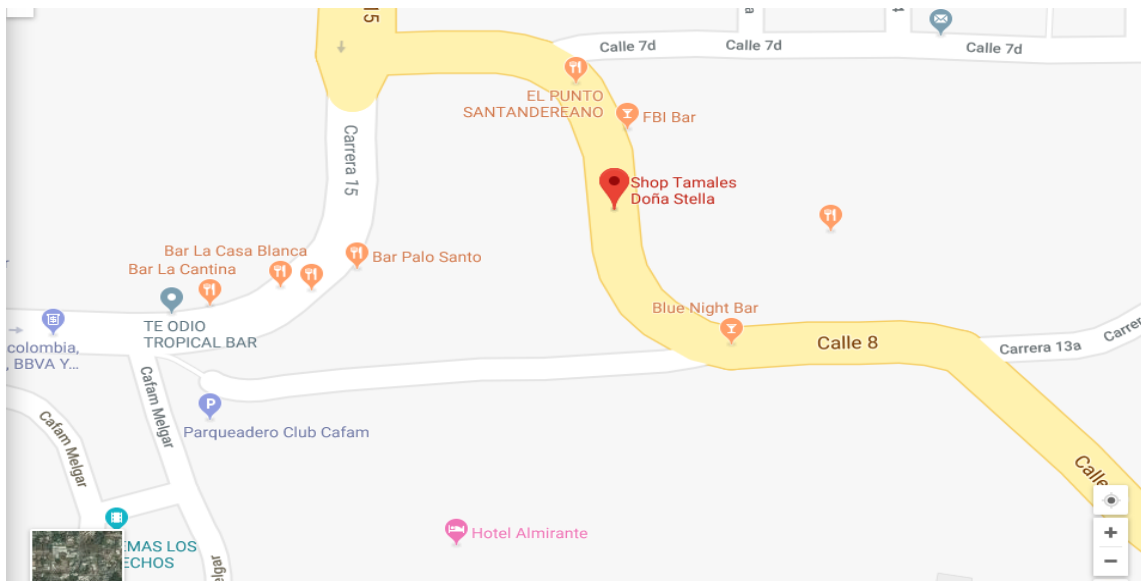 15
Calle 7d
Calle 7d
Calle 7d
EL PUNTO
SANTANDEREANO
FBI Bar
Carrera 15
Shop Tamales
Doña Stella
Bar La Casa Blanca
Bar La Cantina
Bar Palo Santo
TE ODIO
TROPICAL BAR
colombia,
, BBVA Y...
Blue Night Bar
Calle 8
Carrera 13a
Carre
Cafam Melgar
Cafam Melgar
P
Parqueadero Club Cafam
Calle
Hotel Almirante
EMAS LOS
ECHOS
lgar
+
−